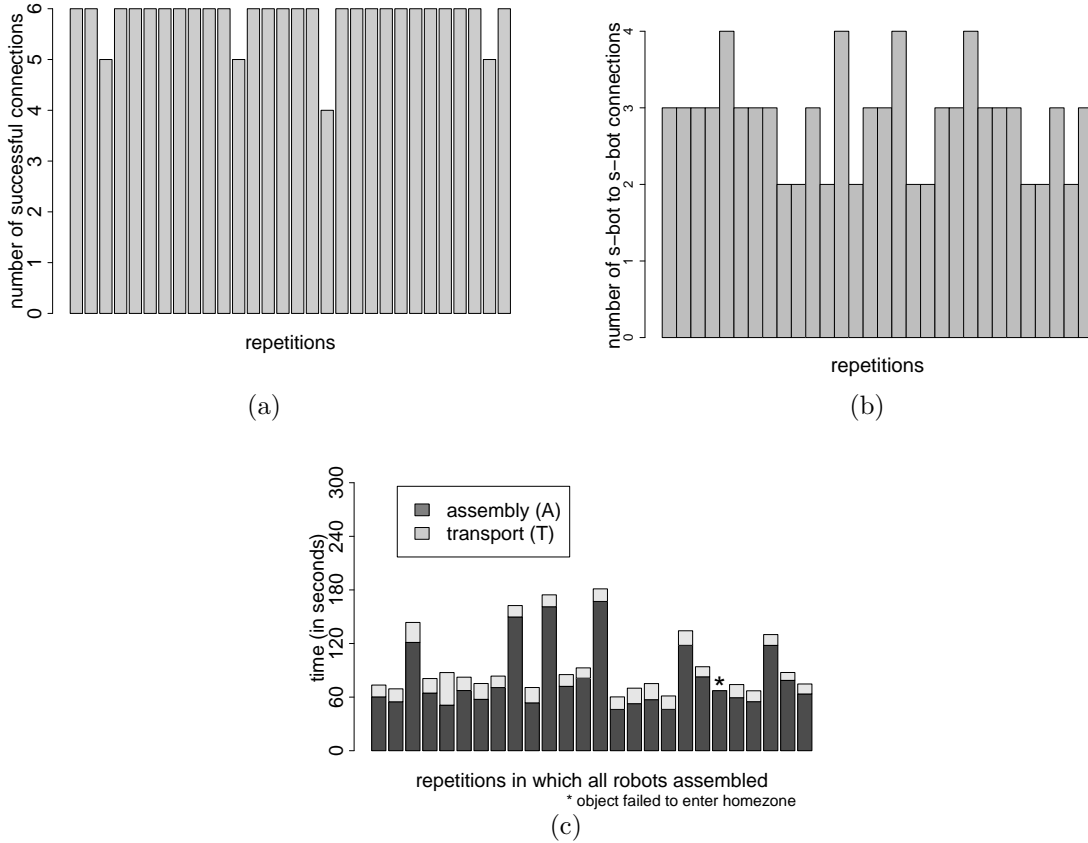 number of successful connections
0 1 2 3 4 5 6
repetitions
(a)
number of s−bot to s−bot connections
0 1 2 3 4
repetitions
(b)
time (in seconds)
0 60 120 180 240 300
assembly (A)
transport (T)
*
repetitions in which all robots assembled
* object failed to enter homezone
(c)